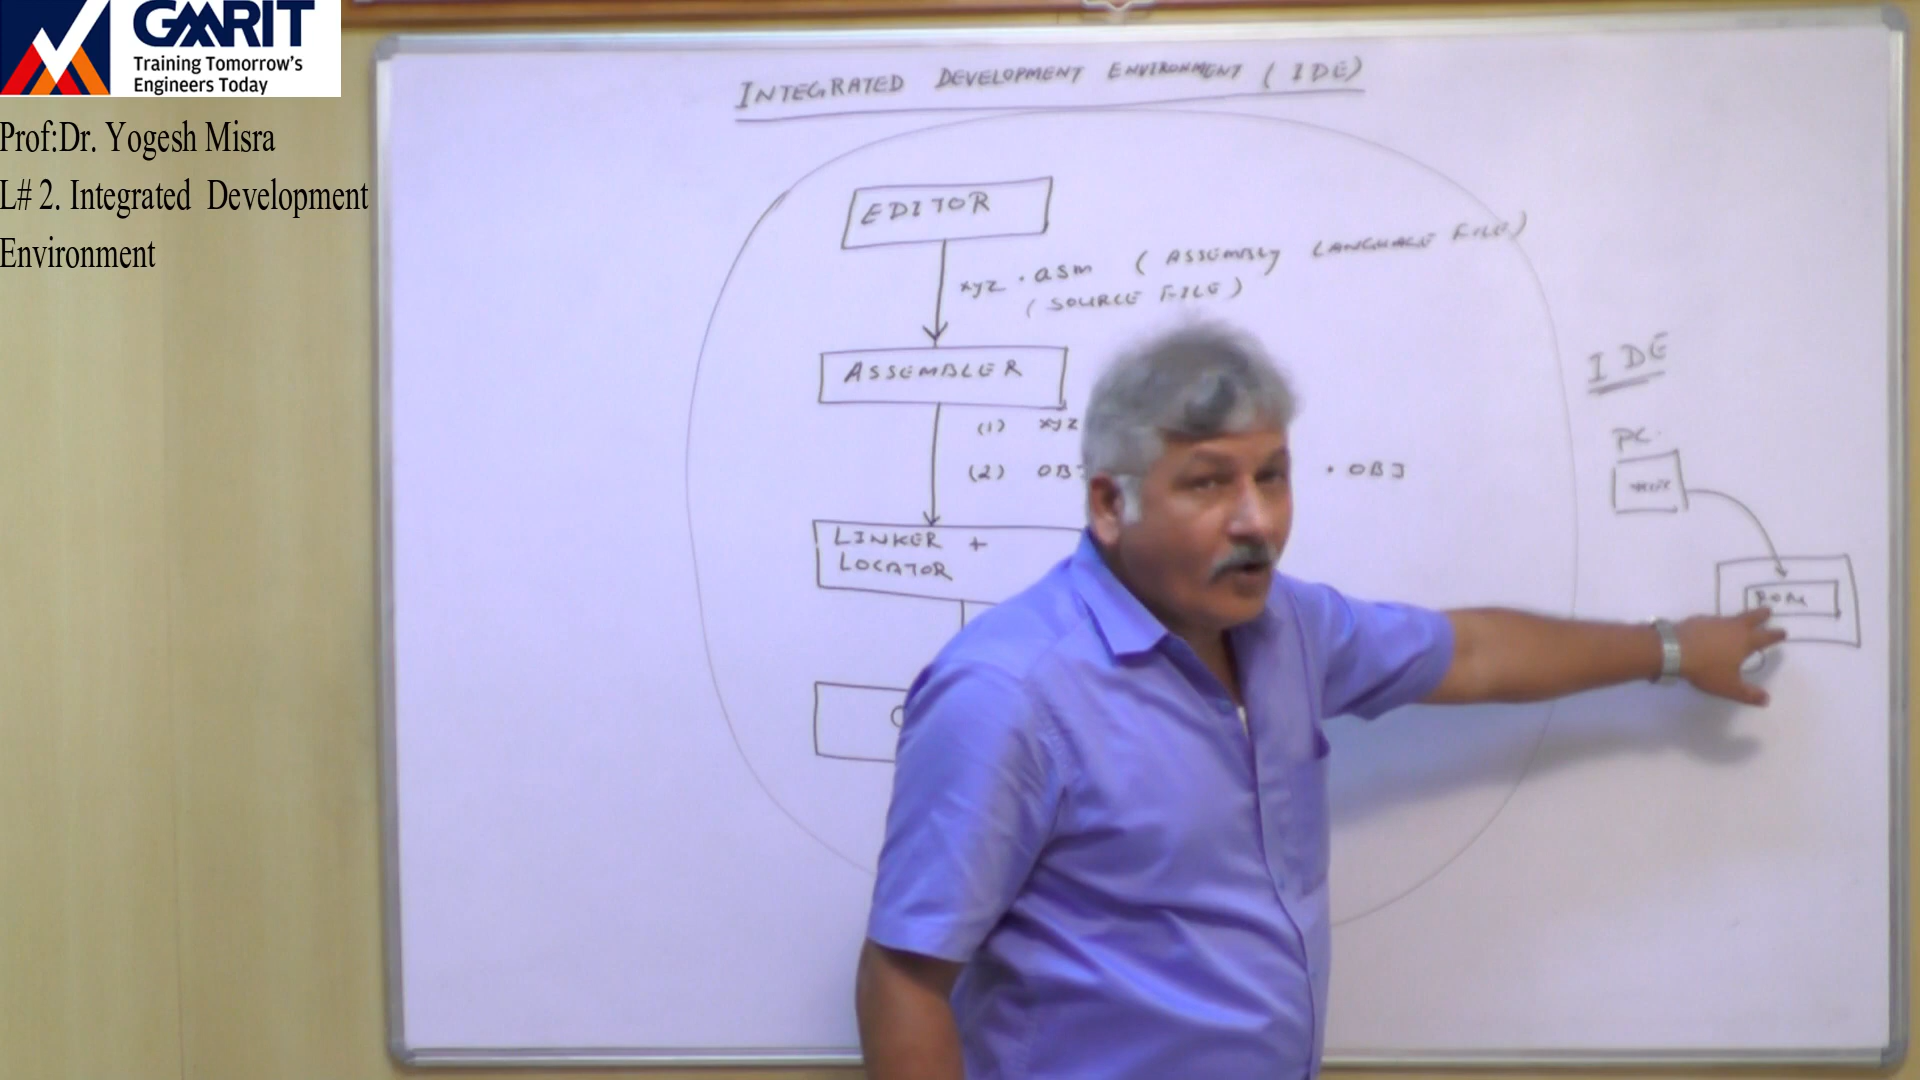 GMRIT
Training Tomorrow's
Engineers Today
Prof:Dr. Yogesh Misra
L# 2. Integrated Development
Environment
INTEGRATED DEVELOPMENT ENVIRONMENT (IDE)
EDITOR
xyz .asm (ASSEMBLY LANGUAGE FILE)
(SOURCE FILE)
ASSEMBLER
(1) xyz
(2) OBJ .OBJ
LINKER +
LOCATOR
IDE
PC.
ROM